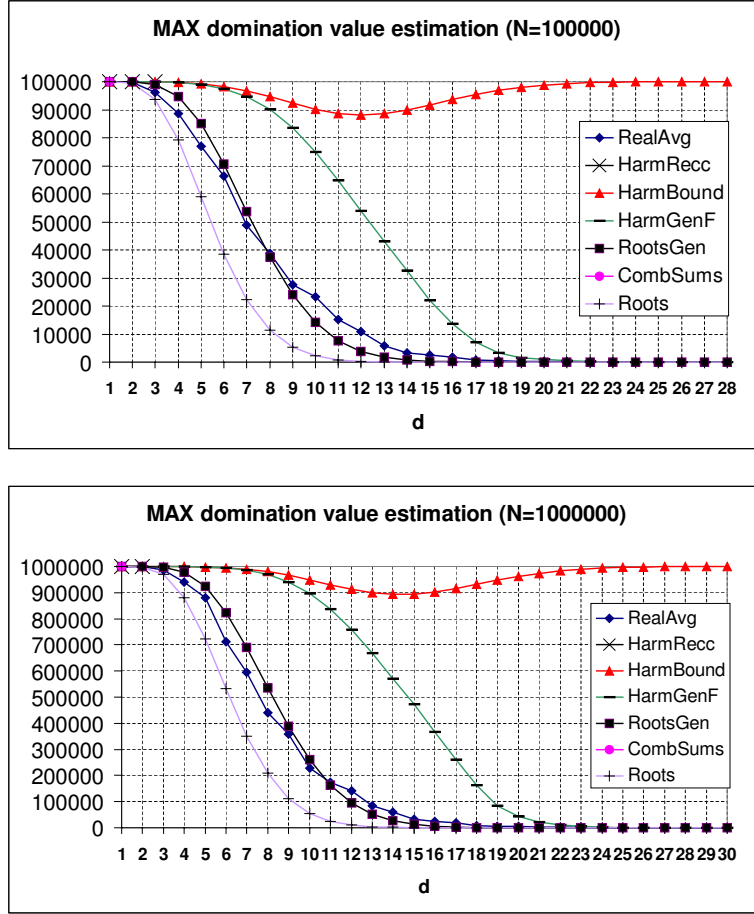 MAX domination value estimation (N=100000)
100000
90000
80000
70000
60000
50000
40000
30000
20000
10000
0
RealAvg
HarmRecc
HarmBound
HarmGenF
RootsGen
CombSums
Roots
1 2 3 4 5 6 7 8 9 10 11 12 13 14 15 16 17 18 19 20 21 22 23 24 25 26 27 28
d
MAX domination value estimation (N=1000000)
1000000
900000
800000
700000
600000
500000
400000
300000
200000
100000
0
RealAvg
HarmRecc
HarmBound
HarmGenF
RootsGen
CombSums
Roots
1 2 3 4 5 6 7 8 9 10 11 12 13 14 15 16 17 18 19 20 21 22 23 24 25 26 27 28 29 30
d